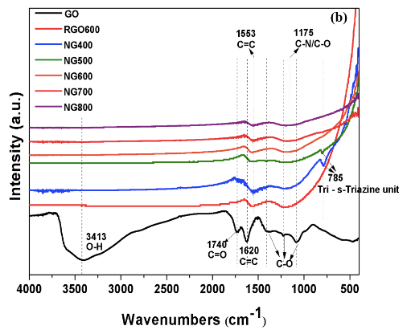 (b)
GO
RGO600
NG400
NG500
NG600
NG700
NG800
1553
C=C
1175
C-N/C-O
785
Tri - s-Triazine unit
3413
O-H
1740
C=O
1620
C=C
C-O
Intensity (a.u.)
4000 3500 3000 2500 2000 1500 1000 500
Wavenumbers (cm-1)